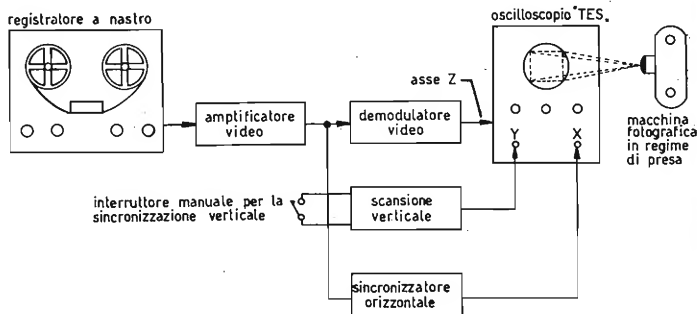 registratore a nastro
oscilloscopio "TES„
asse Z
amplificatore
video
demodulatore
video
Y
X
macchina
fotografica
in regime
di presa
interruttore manuale per la
sincronizzazione verticale
scansione
verticale
sincronizzatore
orizzontale